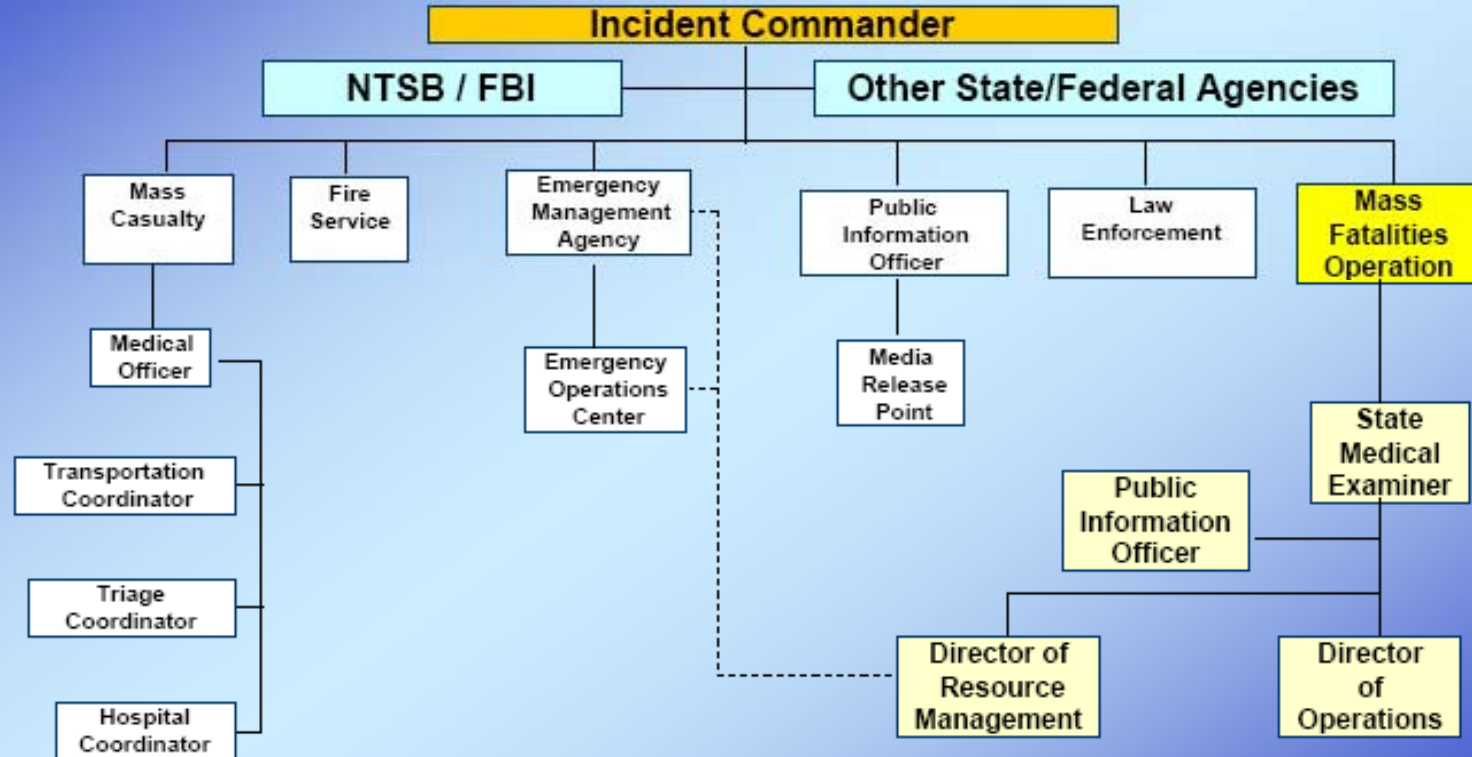 Incident Commander
NTSB / FBI
Other State/Federal Agencies
Mass
Casualty
Fire
Service
Emergency
Management
Agency
Public
Information
Officer
Law
Enforcement
Mass
Fatalities
Operation
Medical
Officer
Emergency
Operations
Center
Media
Release
Point
State
Medical
Examiner
Transportation
Coordinator
Public
Information
Officer
Triage
Coordinator
Director of
Resource
Management
Director
of
Operations
Hospital
Coordinator